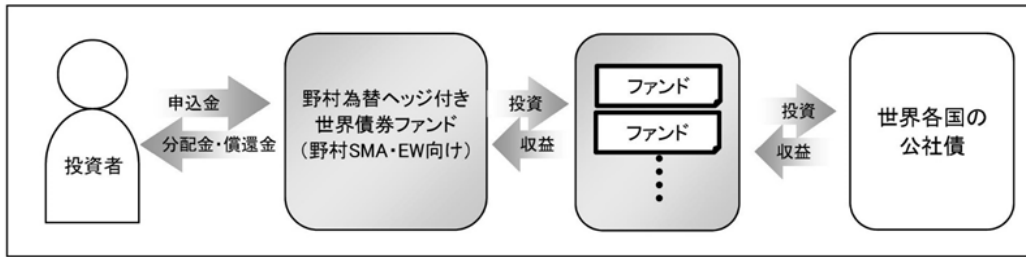 投資者
申込金
分配金・償還金
野村為替ヘッジ付き
世界債券ファンド
（野村SMA・EW向け）
投資
収益
ファンド
ファンド
投資
収益
世界各国の
公社債